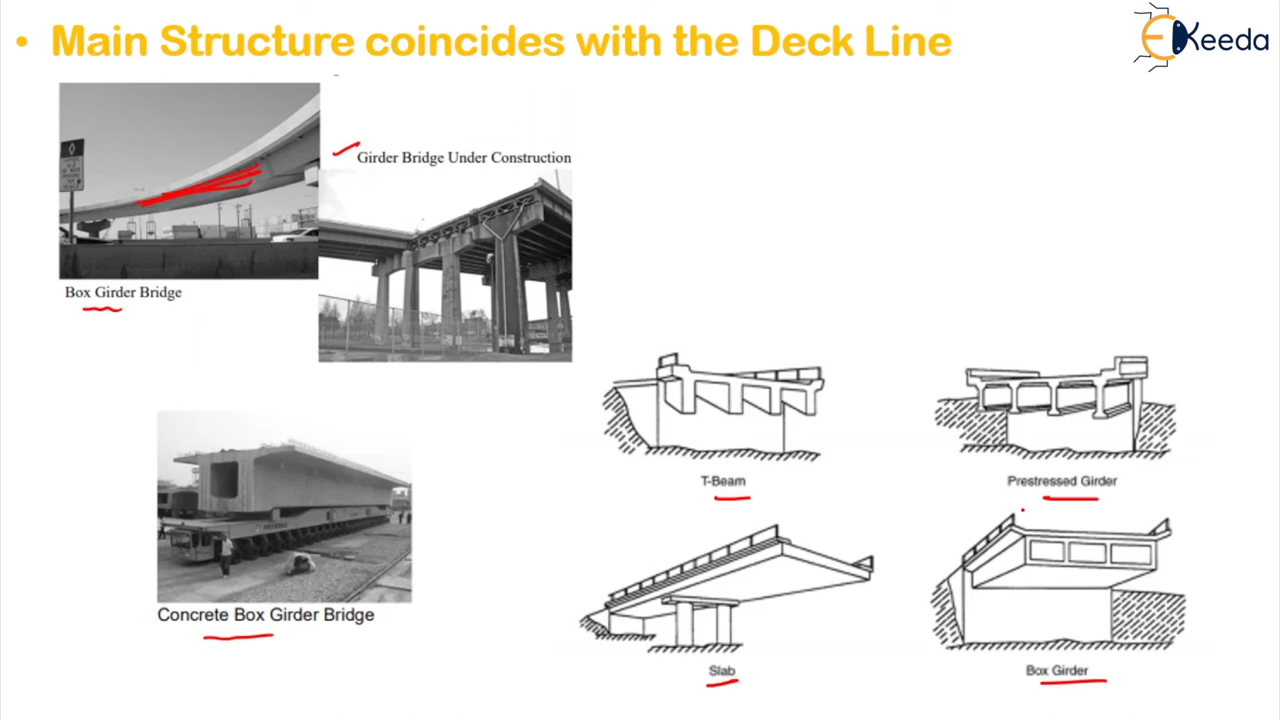 • Main Structure coincides with the Deck Line
EKeeda
Girder Bridge Under Construction
Box Girder Bridge
T-Beam
Prestressed Girder
Concrete Box Girder Bridge
Slab
Box Girder